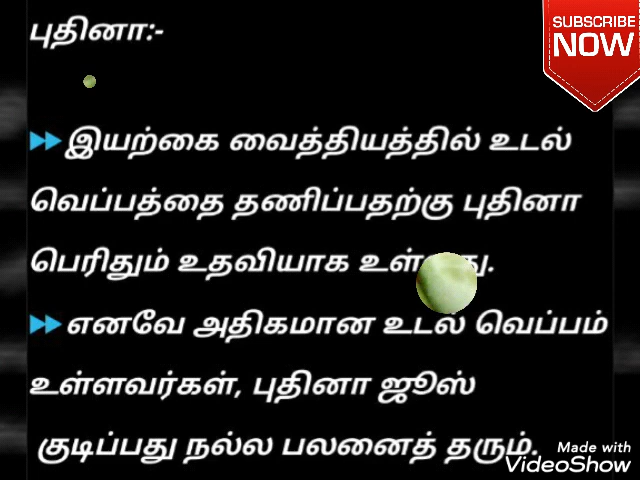 புதினா:-
SUBSCRIBE
NOW
இயற்கை வைத்தியத்தில் உடல்
வெப்பத்தை தணிப்பதற்கு புதினா
பெரிதும் உதவியாக
எனவே அதிகமான உடல் வெப்பம்
உள்ளவர்கள், புதினா ஜூஸ்
குடிப்பது நல்ல பலனைத் தரும்.
Made with
VideoShow